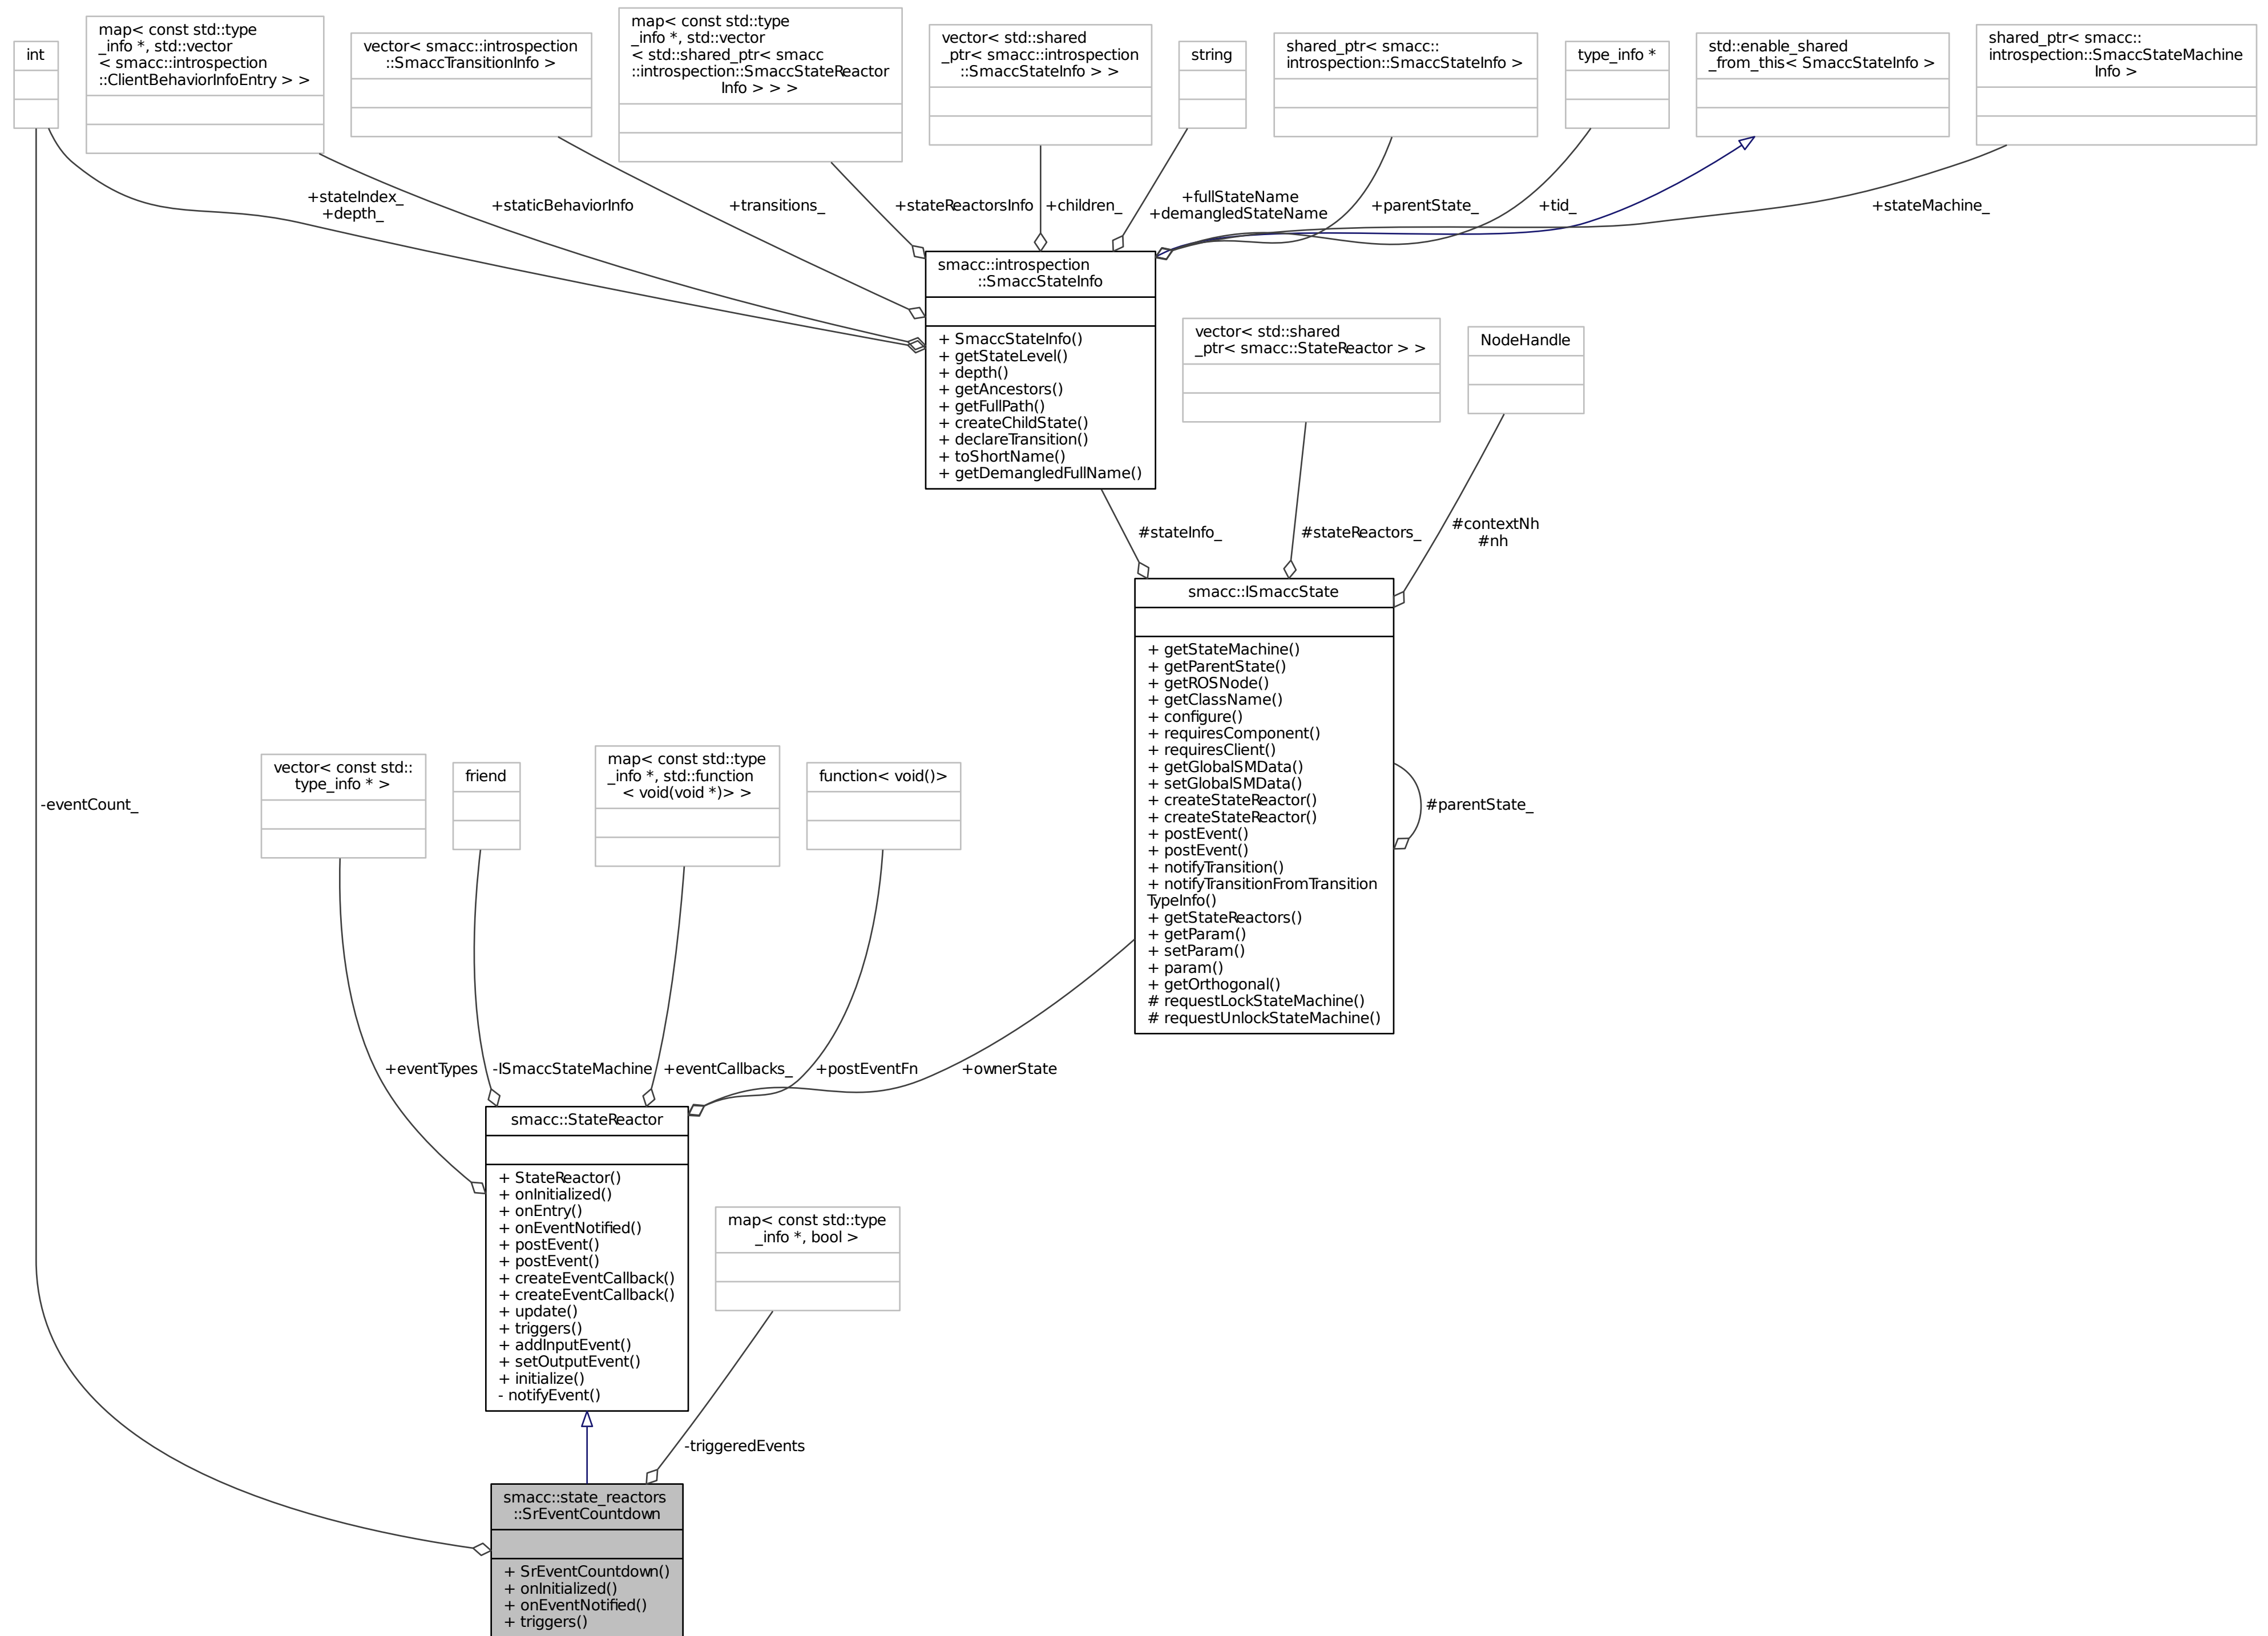 int
map< const std::type
_info *, std::vector
< smacc::introspection
::ClientBehaviorInfoEntry > >
vector< smacc::introspection
::SmaccTransitionInfo >
map< const std::type
_info *, std::vector
< std::shared_ptr< smacc
::introspection::SmaccStateReactor
Info > > >
vector< std::shared
_ptr< smacc::introspection
::SmaccStateInfo > >
string
shared_ptr< smacc::
introspection::SmaccStateInfo >
type_info *
std::enable_shared
_from_this< SmaccStateInfo >
shared_ptr< smacc::
introspection::SmaccStateMachine
Info >
+stateIndex_
+depth_
+staticBehaviorInfo
+transitions_
+stateReactorsInfo
+children_
+fullStateName
+demangledStateName
+parentState_
+tid_
+stateMachine_
smacc::introspection
::SmaccStateInfo
+ SmaccStateInfo()
+ getStateLevel()
+ depth()
+ getAncestors()
+ getFullPath()
+ createChildState()
+ declareTransition()
+ toShortName()
+ getDemangledFullName()
vector< std::shared
_ptr< smacc::StateReactor > >
NodeHandle
#stateInfo_
#stateReactors_
#contextNh
#nh
smacc::ISmaccState
+ getStateMachine()
+ getParentState()
+ getROSNode()
+ getClassName()
+ configure()
+ requiresComponent()
+ requiresClient()
+ getGlobalSMData()
+ setGlobalSMData()
+ createStateReactor()
+ createStateReactor()
+ postEvent()
+ postEvent()
+ notifyTransition()
+ notifyTransitionFromTransition
TypeInfo()
+ getStateReactors()
+ getParam()
+ setParam()
+ param()
+ getOrthogonal()
# requestLockStateMachine()
# requestUnlockStateMachine()
#parentState_
-eventCount_
vector< const std::
type_info * >
friend
map< const std::type
_info *, std::function
< void(void *)> >
function< void()>
+eventTypes
-ISmaccStateMachine
+eventCallbacks_
+postEventFn
+ownerState
smacc::StateReactor
+ StateReactor()
+ onInitialized()
+ onEntry()
+ onEventNotified()
+ postEvent()
+ postEvent()
+ createEventCallback()
+ createEventCallback()
+ update()
+ triggers()
+ addInputEvent()
+ setOutputEvent()
+ initialize()
- notifyEvent()
map< const std::type
_info *, bool >
-triggeredEvents
smacc::state_reactors
::SrEventCountdown
+ SrEventCountdown()
+ onInitialized()
+ onEventNotified()
+ triggers()